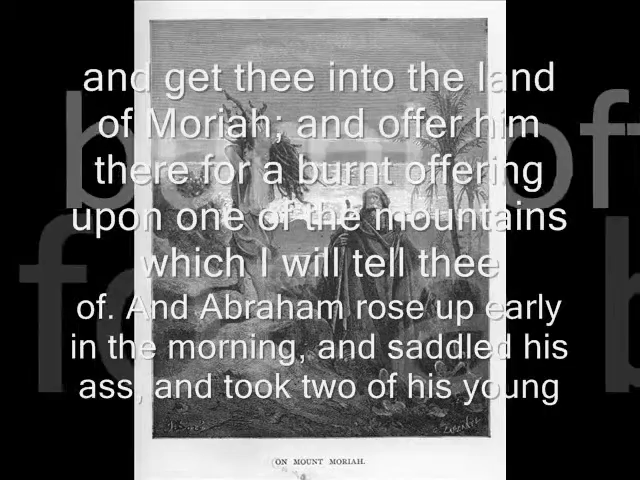 and get thee into the land
of Moriah; and offer him
there for a burnt offering
upon one of the mountains
which I will tell thee
of. And Abraham rose up early
in the morning, and saddled his
ass, and took two of his young
ON MOUNT MORIAH.